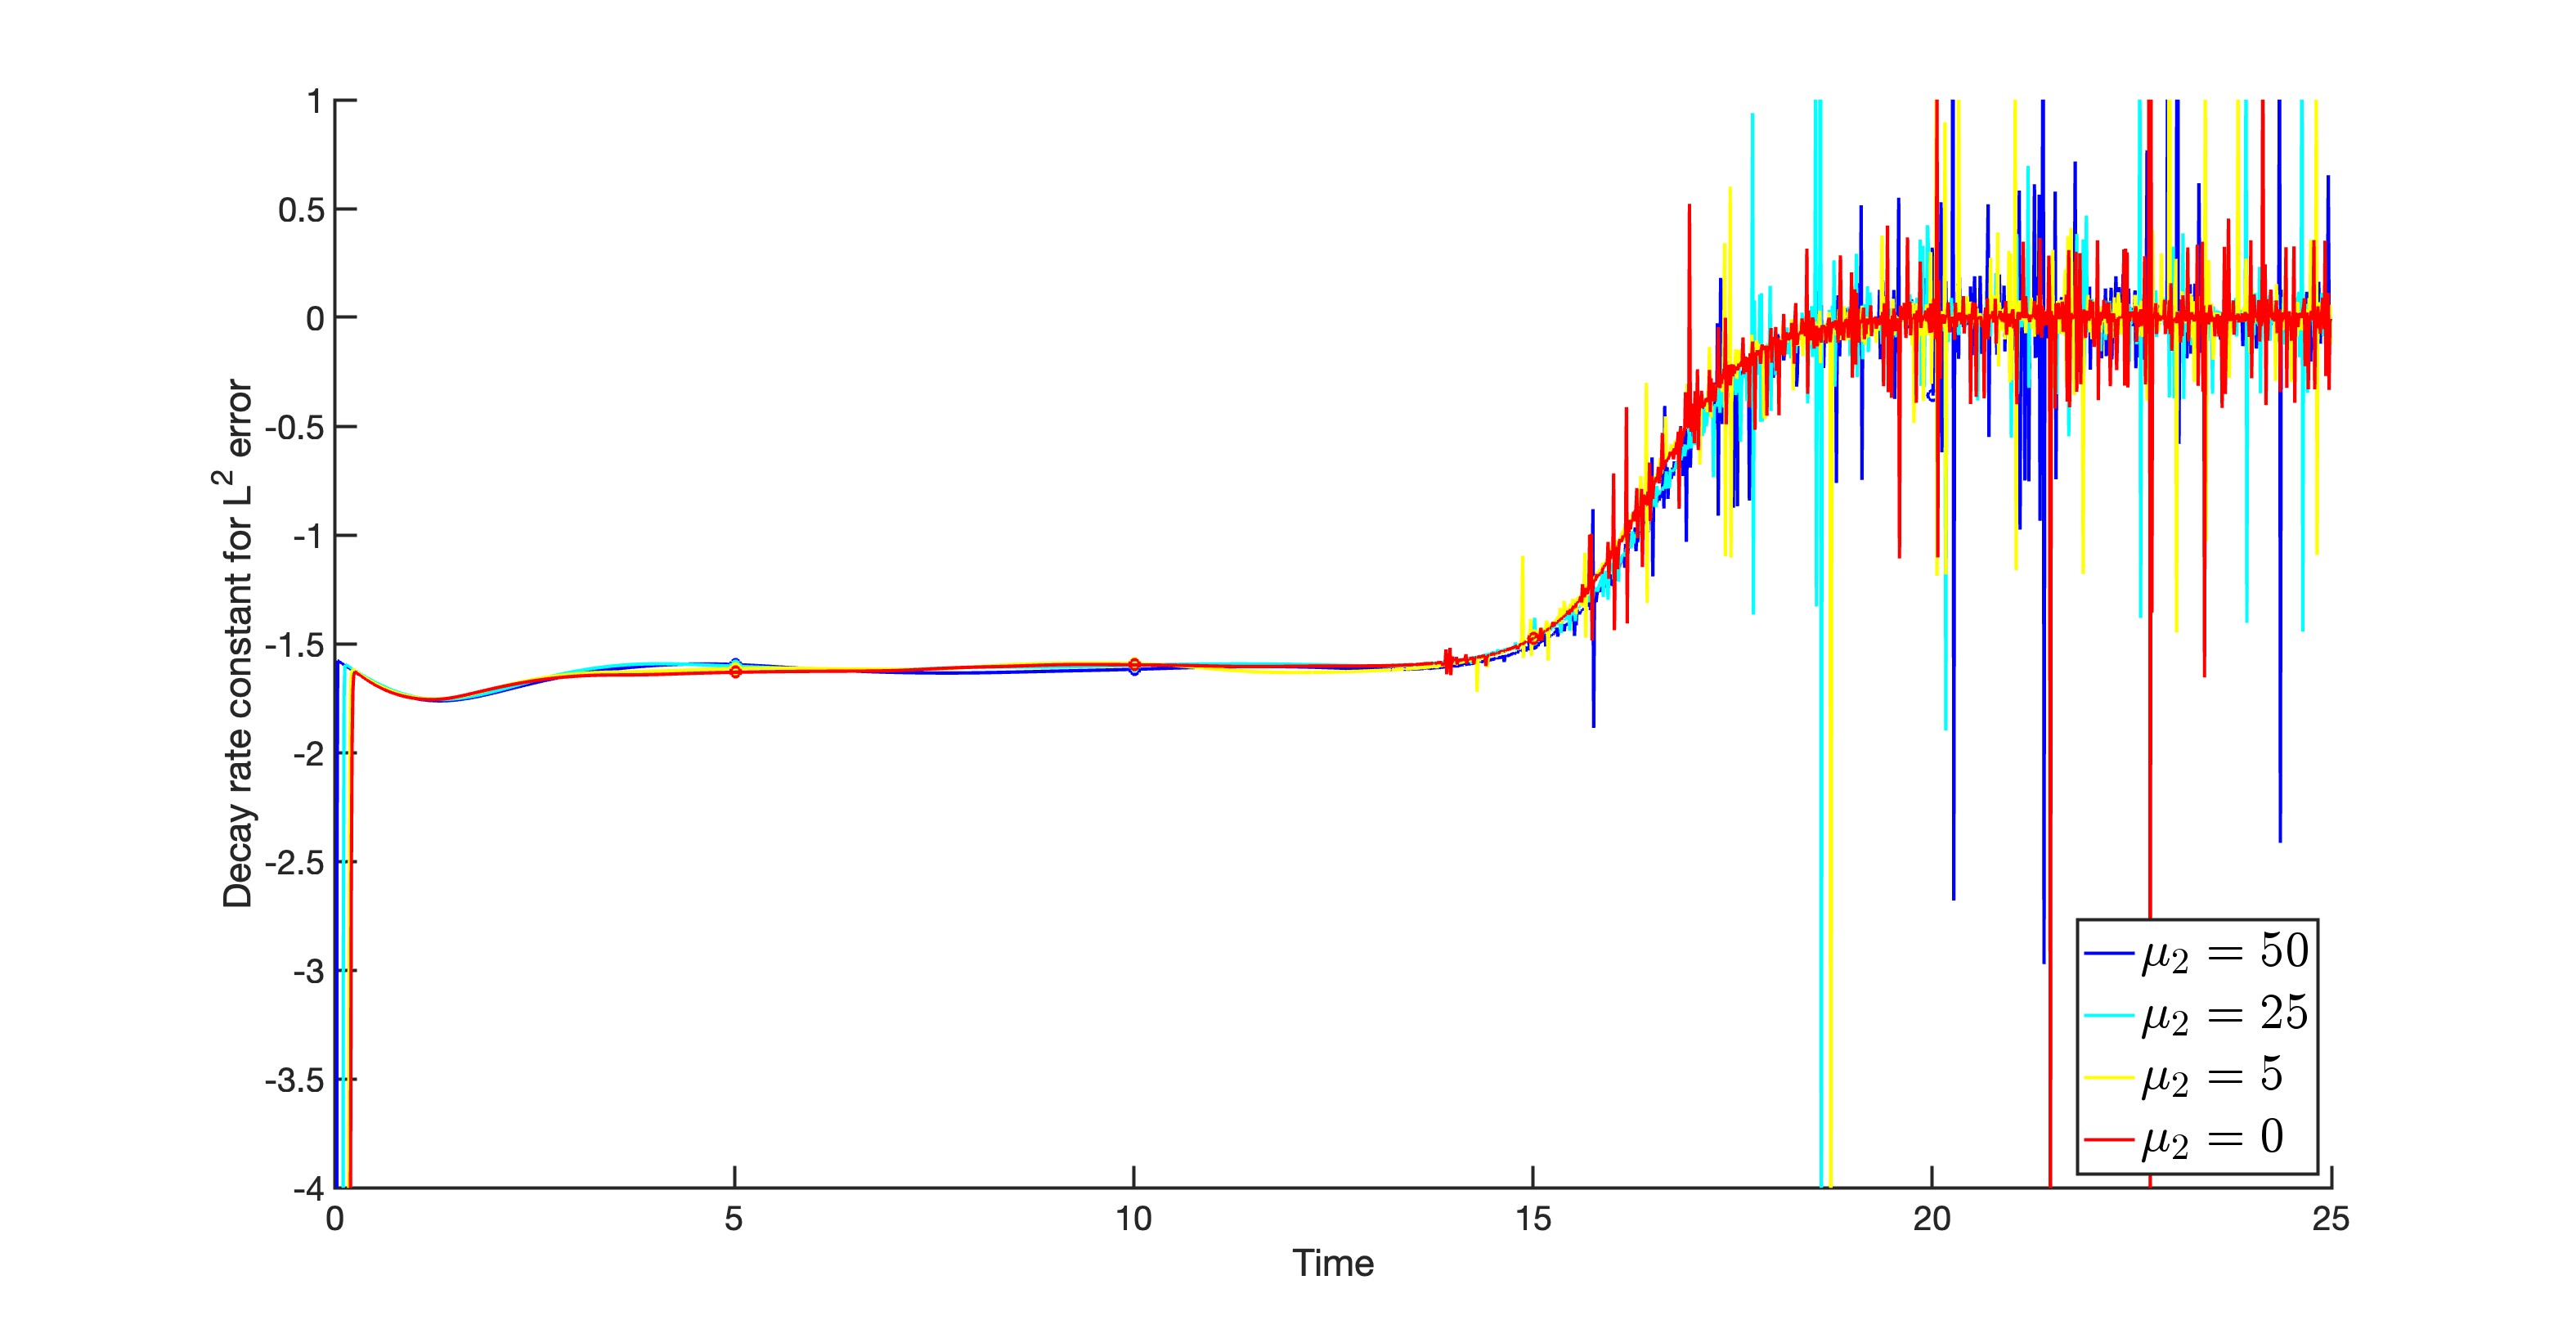 1
0.5
0
-0.5
-1
-1.5
-2
-2.5
-3
-3.5
-4
Decay rate constant for L² error
0 5 10 15 20 25
Time
μ₂ = 50
μ₂ = 25
μ₂ = 5
μ₂ = 0